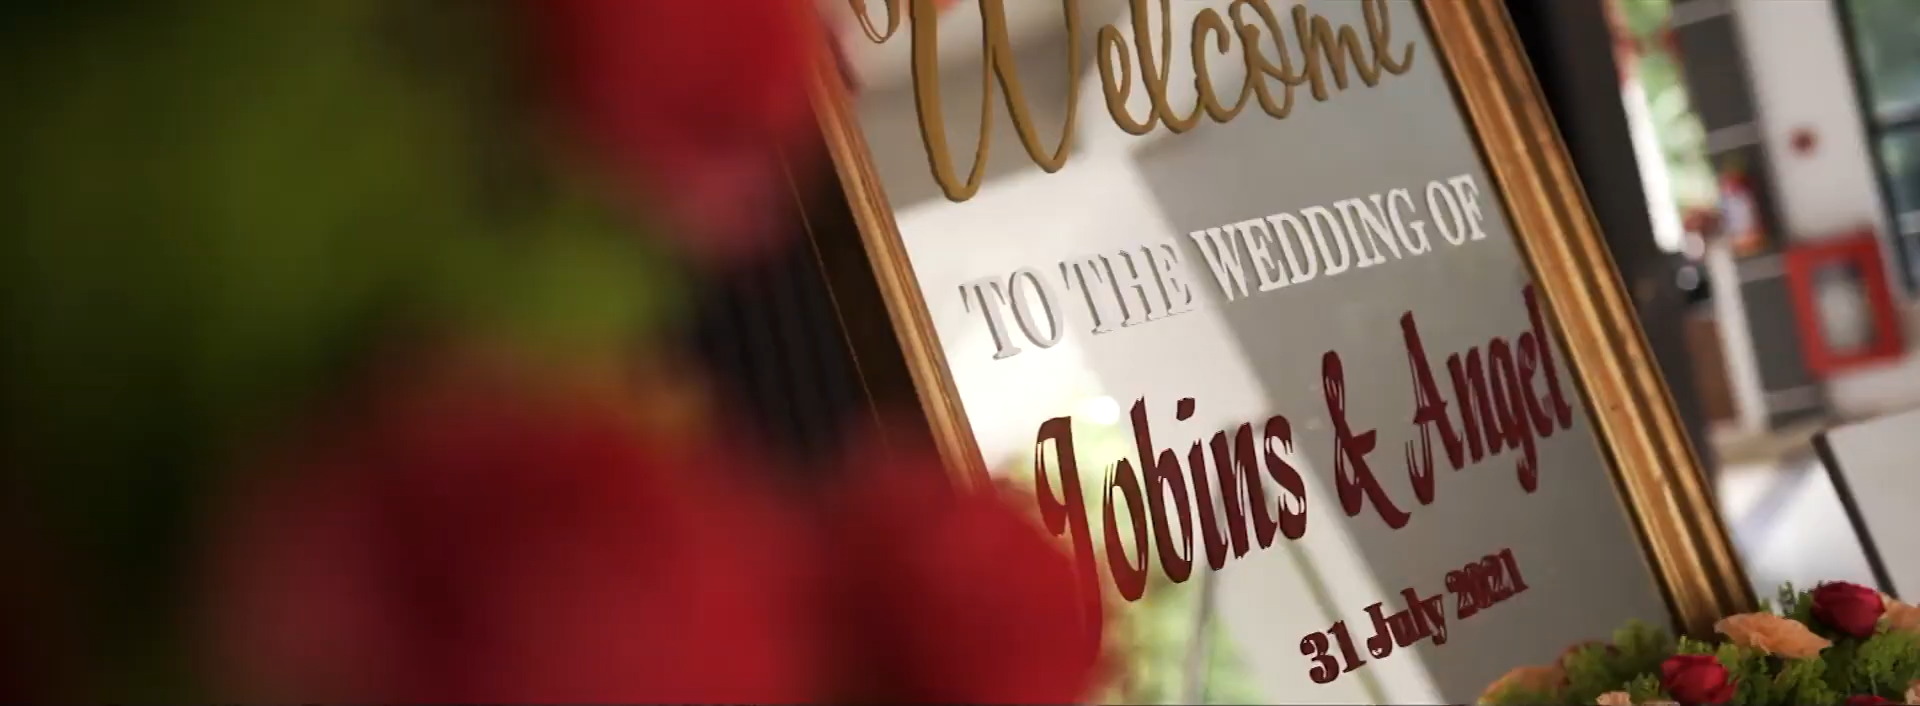 Welcome
TO THE WEDDING OF
Jobins & Angel
31 July 2021